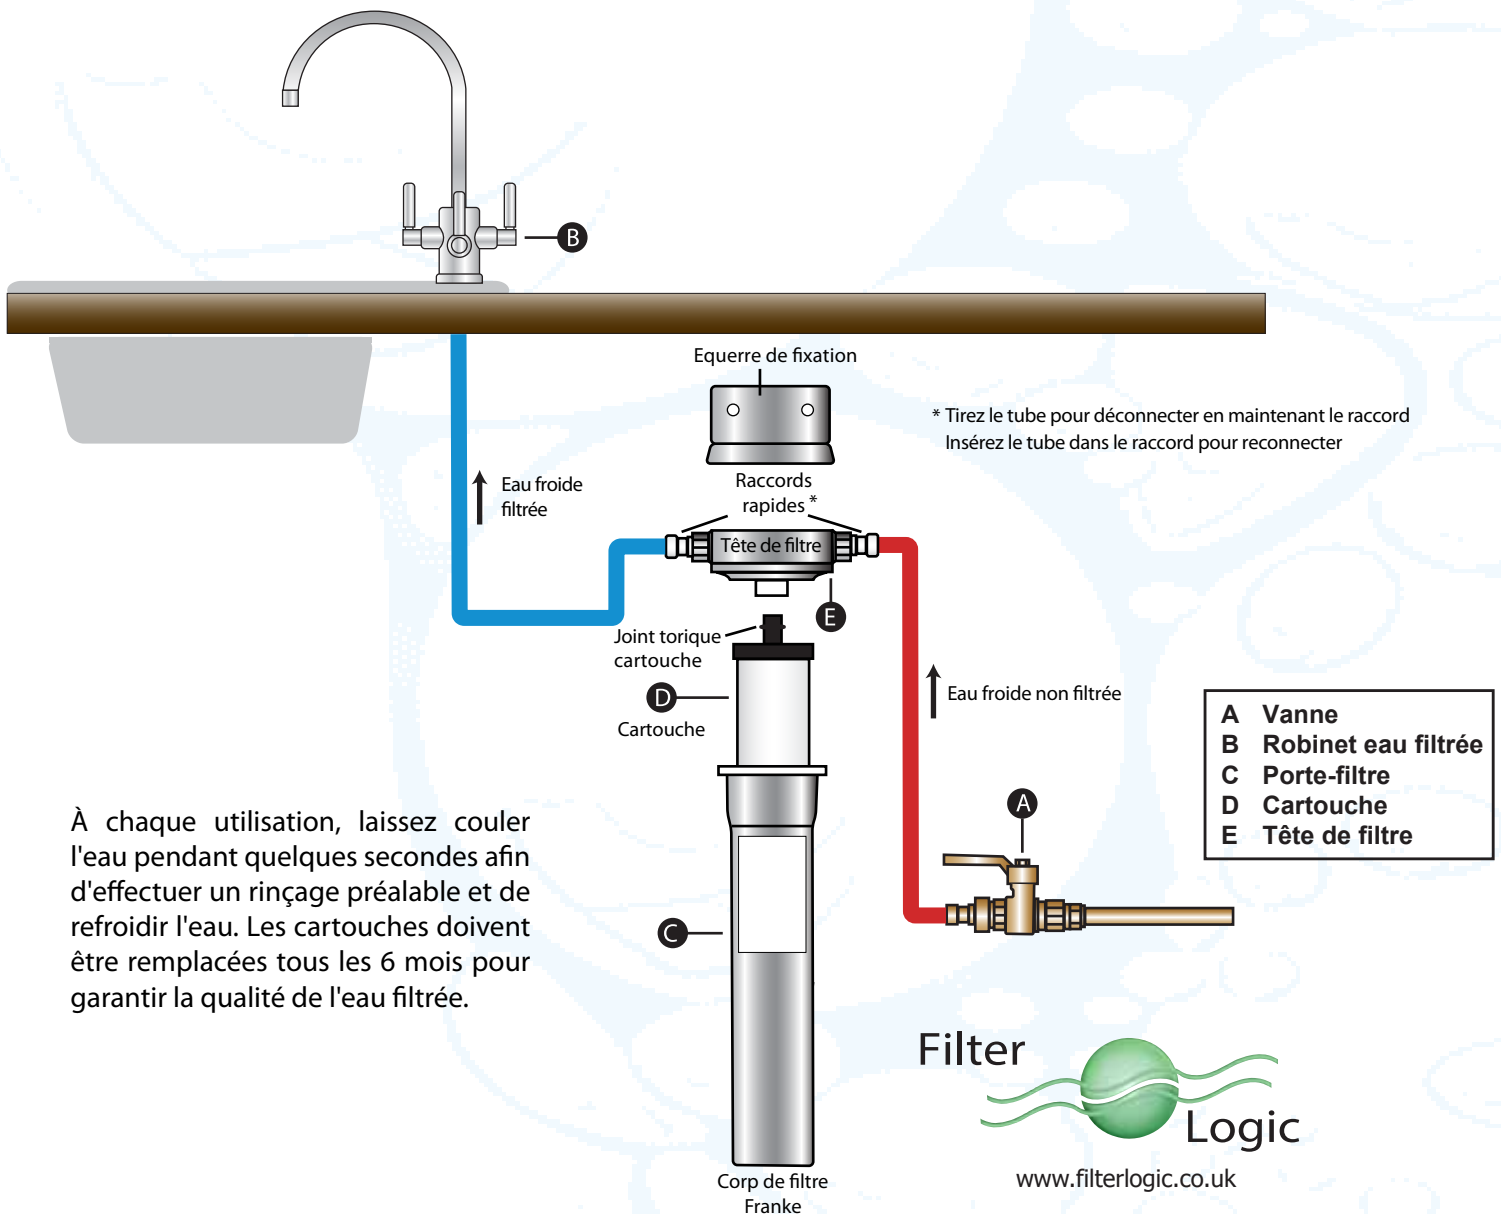 B
Equerre de fixation
* Tirez le tube pour déconnecter en maintenant le raccord
Insérez le tube dans le raccord pour reconnecter
Eau froide
filtrée
Raccords
rapides *
Tête de filtre
E
Joint torique
cartouche
D
Cartouche
Eau froide non filtrée
A Vanne
B Robinet eau filtrée
C Porte-filtre
D Cartouche
E Tête de filtre
A
À chaque utilisation, laissez couler
l'eau pendant quelques secondes afin
d'effectuer un rinçage préalable et de
refroidir l'eau. Les cartouches doivent
être remplacées tous les 6 mois pour
garantir la qualité de l'eau filtrée.
C
Filter
Logic
www.filterlogic.co.uk
Corp de filtre
Franke